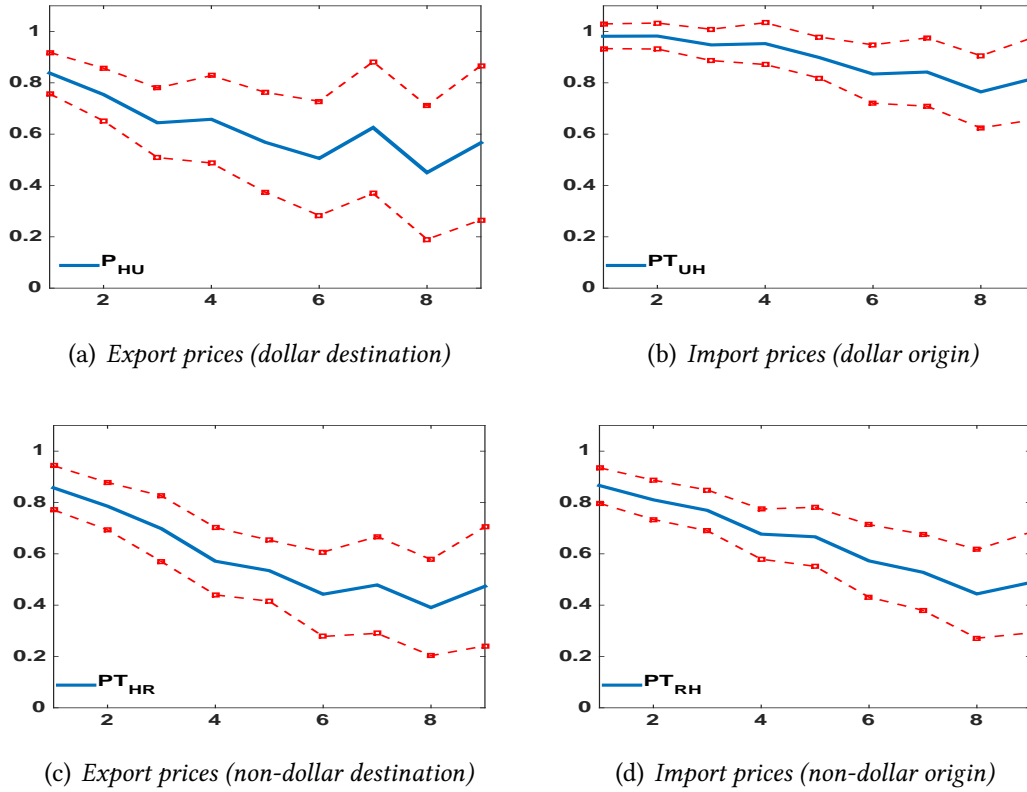 1
0.8
0.6
0.4
0.2
0
P_HU
2 4 6 8
(a) Export prices (dollar destination)
1
0.8
0.6
0.4
0.2
0
PT_UH
2 4 6 8
(b) Import prices (dollar origin)
1
0.8
0.6
0.4
0.2
0
PT_HR
2 4 6 8
(c) Export prices (non-dollar destination)
1
0.8
0.6
0.4
0.2
0
PT_RH
2 4 6 8
(d) Import prices (non-dollar origin)